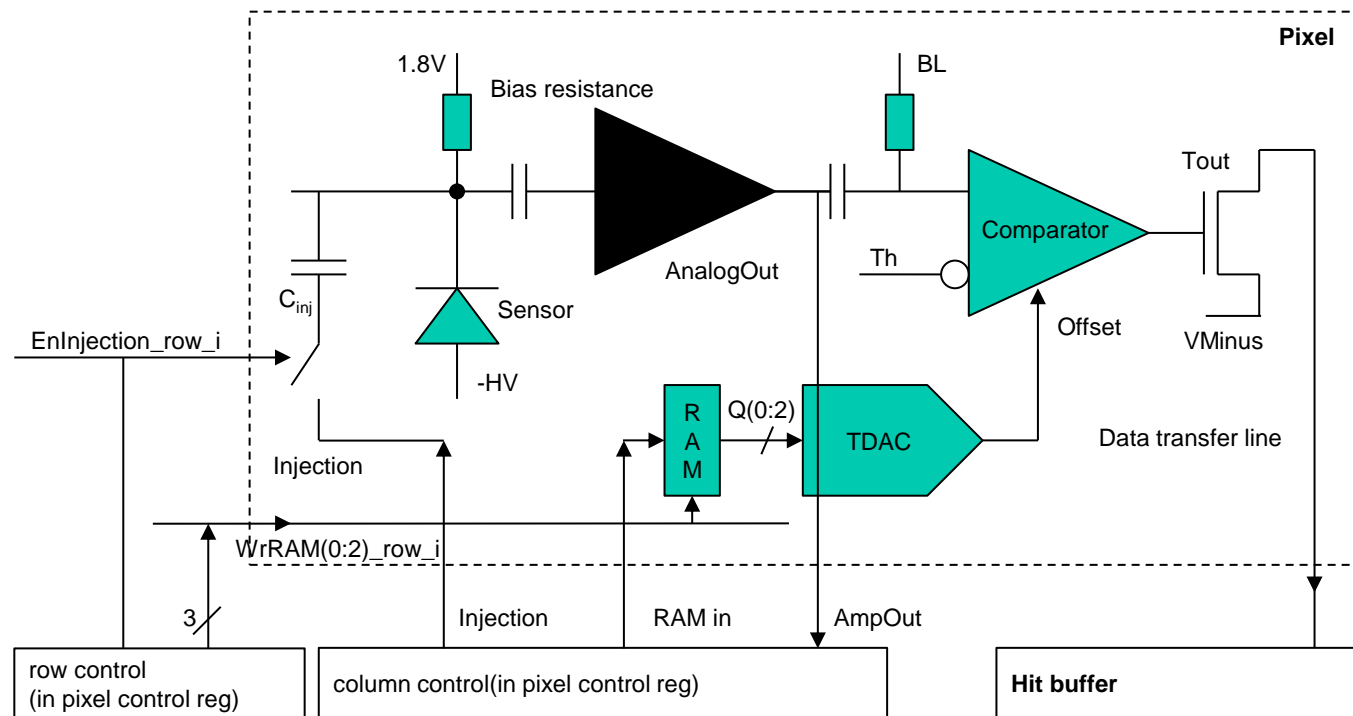 Pixel
1.8V
BL
Bias resistance
Tout
Comparator
Th
AnalogOut
Cinj
Sensor
Offset
EnInjection_row_i
VMinus
-HV
R
A
M
Q(0:2)
TDAC
Data transfer line
Injection
WrRAM(0:2)_row_i
3
Injection
RAM in
AmpOut
row control
(in pixel control reg)
column control(in pixel control reg)
Hit buffer